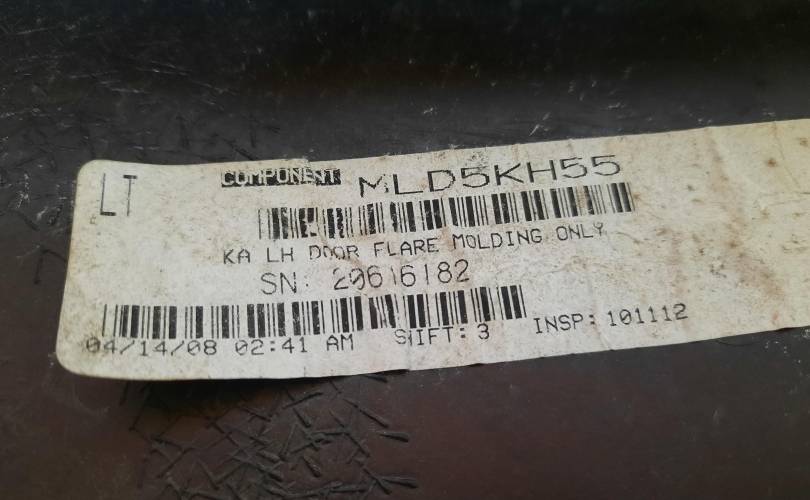 LT
COMPONENT MLD5KH55
KA LH DOOR FLARE MOLDING ONLY
SN: 20616182
04/14/08 02:41 AM SHIFT: 3 INSP: 101112